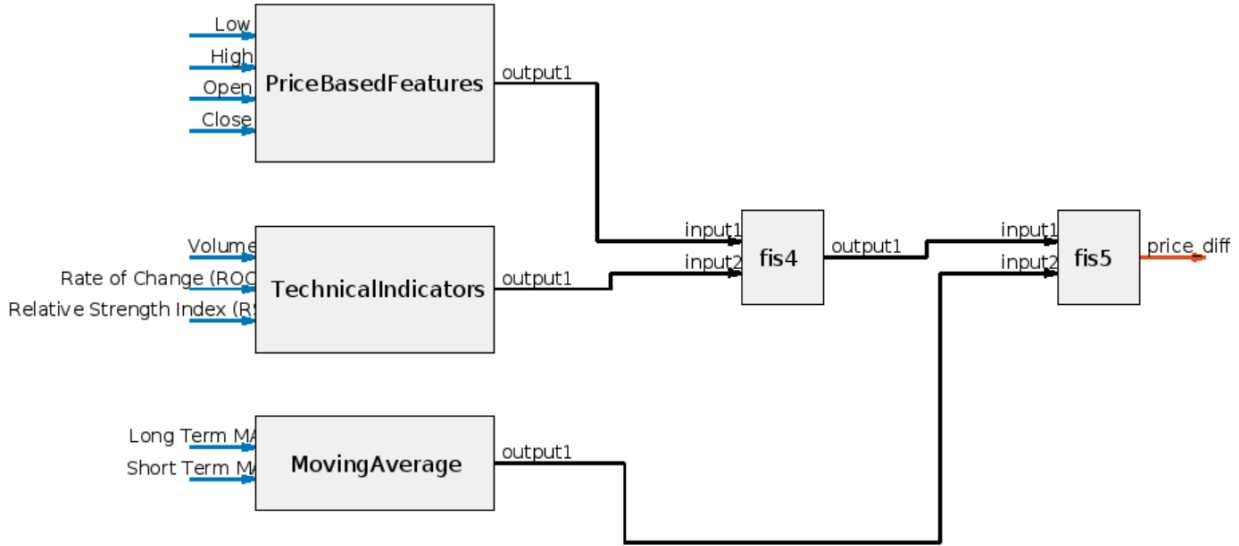 Low
High
Open
Close
PriceBasedFeatures
output1
Volume
Rate of Change (ROC
Relative Strength Index (RS
TechnicalIndicators
output1
Long Term MA
Short Term MA
MovingAverage
output1
input1
input2
fis4
output1
input1
input2
fis5
price_diff